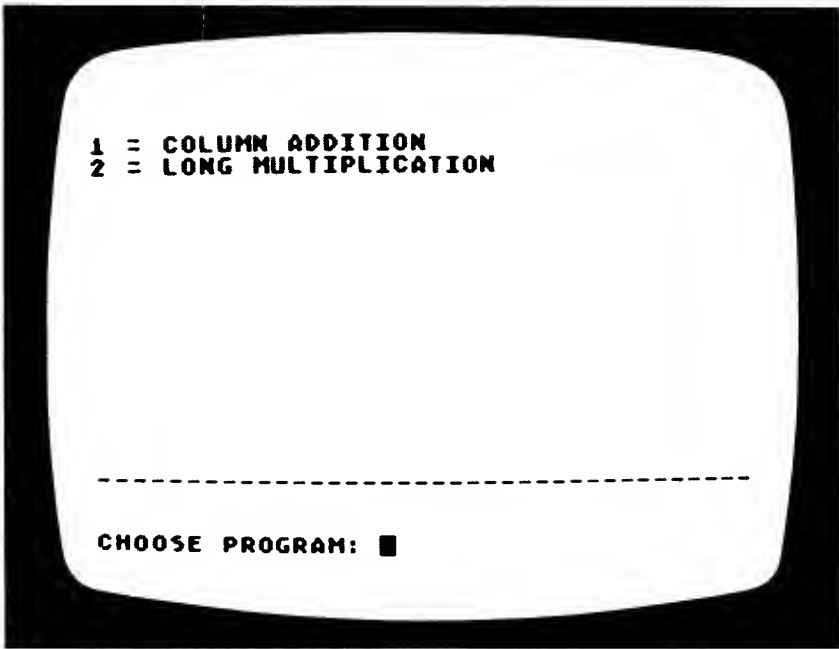 1 = COLUMN ADDITION
2 = LONG MULTIPLICATION
------------------------------------
CHOOSE PROGRAM: